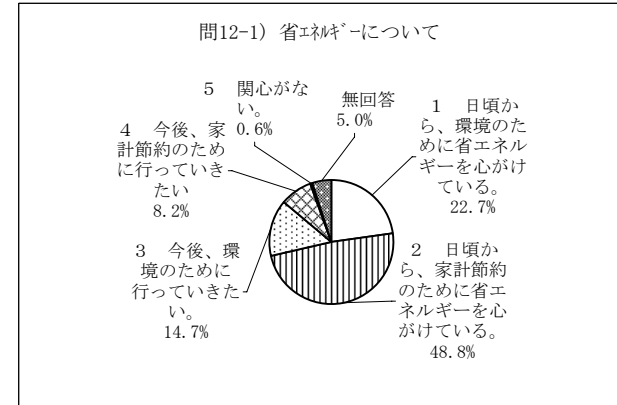 問12-1) 省ｴﾈﾙｷﾞｰについて
5　関心がな
い。
0.6%
無回答
5.0%
1　日頃か
ら、環境のた
めに省エネル
ギーを心がけ
ている。
22.7%
4　今後、家
計節約のため
に行っていき
たい
8.2%
3　今後、環
境のために
行っていきた
い。
14.7%
2　日頃か
ら、家計節約
のために省エ
ネルギーを心
がけている。
48.8%